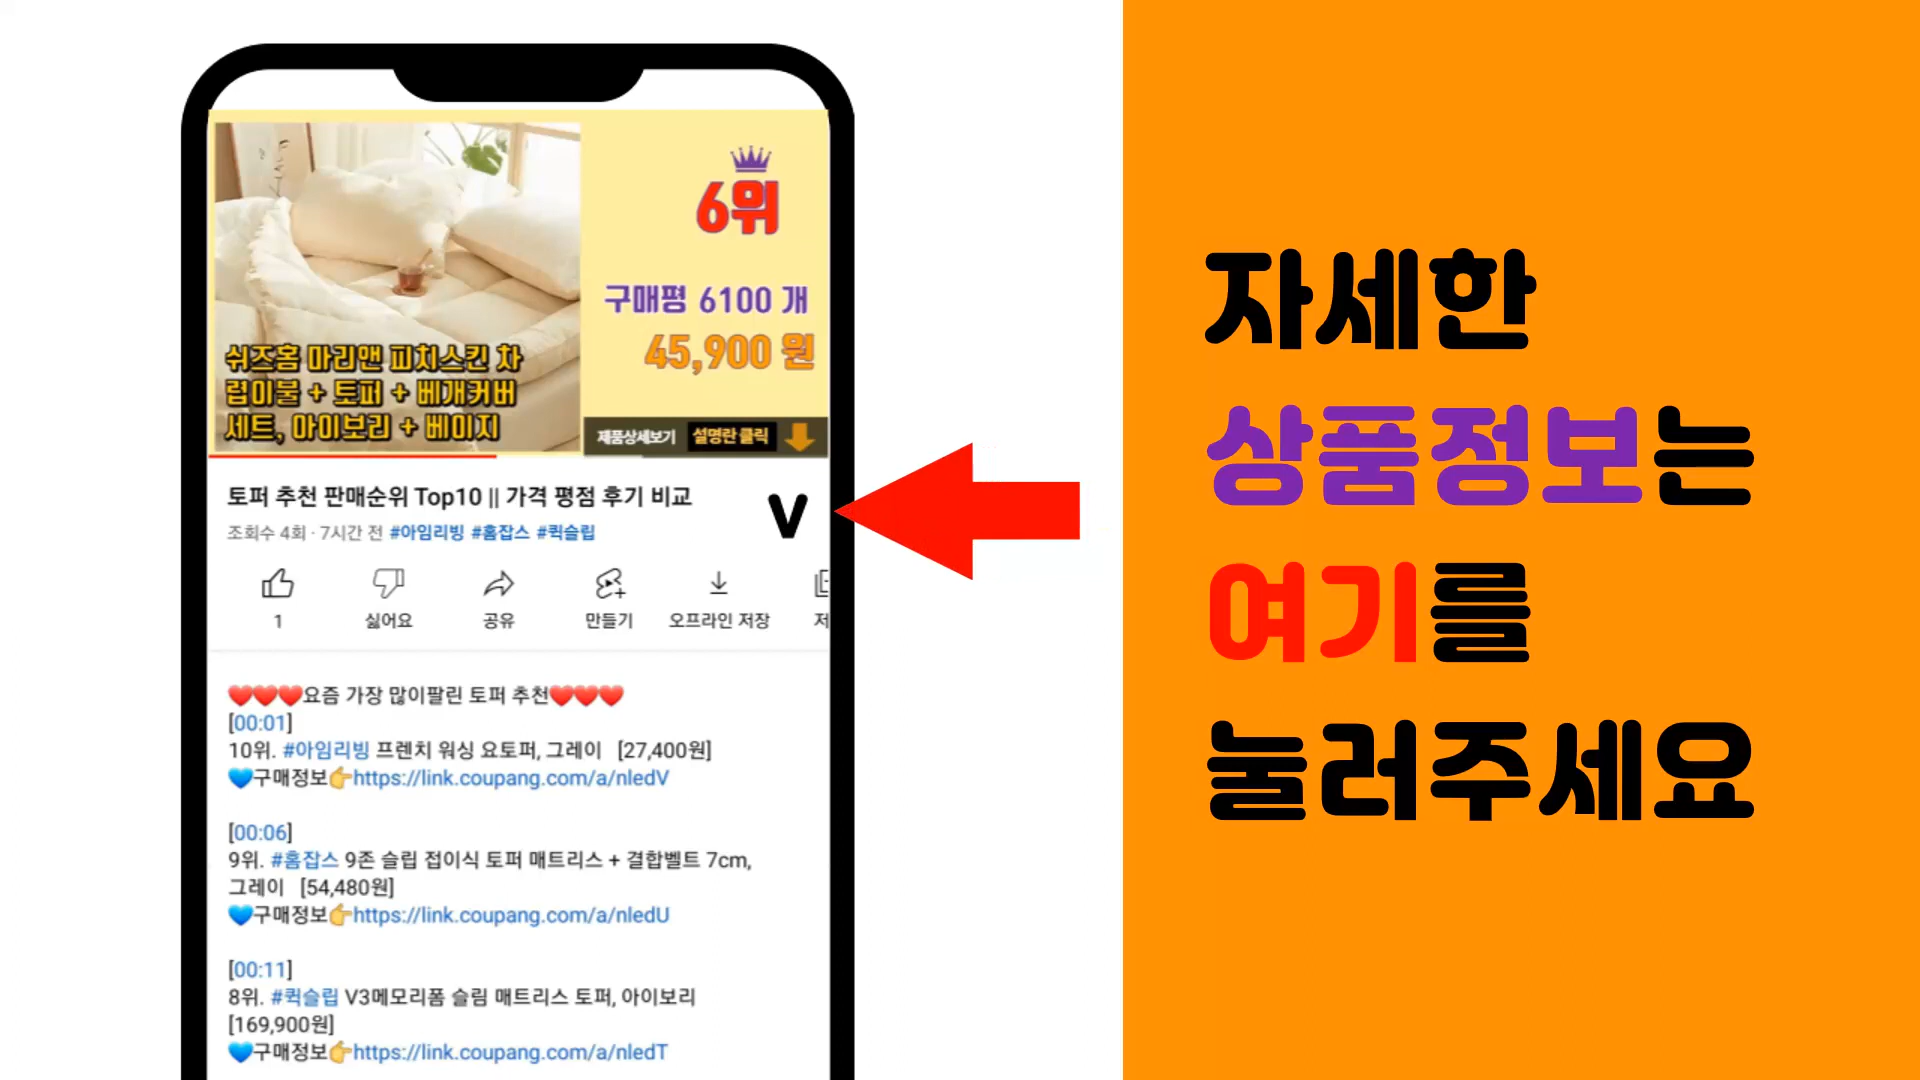 6위
구매평 6100 개
45,900 원
쉬즈홈 마리앤 피치스킨 차
렵이불 + 토퍼 + 베개커버
세트, 아이보리 + 베이지
제품상세보기 설명란 클릭
토퍼 추천 판매순위 Top10 || 가격 평점 후기 비교
V
조회수 4회 · 7시간 전 #아임리빙 #홈잡스 #퀵슬립
1 싫어요 공유 만들기 오프라인 저장 저
❤❤❤요즘 가장 많이팔린 토퍼 추천❤❤❤
[00:01]
10위. #아임리빙 프렌치 워싱 요토퍼, 그레이 [27,400원]
💙구매정보👉https://link.coupang.com/a/nledV
[00:06]
9위. #홈잡스 9존 슬립 접이식 토퍼 매트리스 + 결합벨트 7cm,
그레이 [54,480원]
💙구매정보👉https://link.coupang.com/a/nledU
[00:11]
8위. #퀵슬립 V3메모리폼 슬림 매트리스 토퍼, 아이보리
[169,900원]
💙구매정보👉https://link.coupang.com/a/nledT
자세한
상품정보는
여기를
눌러주세요